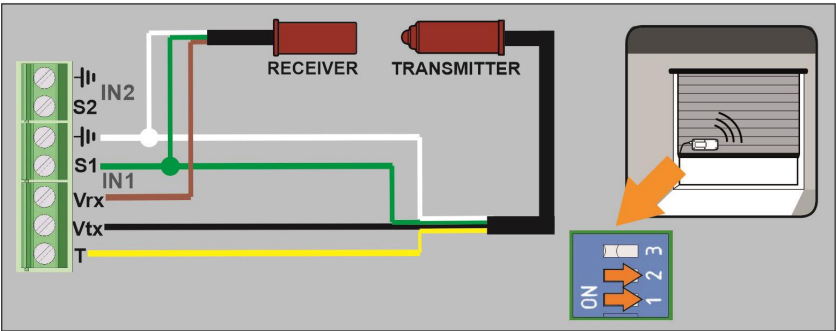 RECEIVER
TRANSMITTER
IN2
S2
S1
IN1
Vrx
Vtx
T
ON
1
2
3